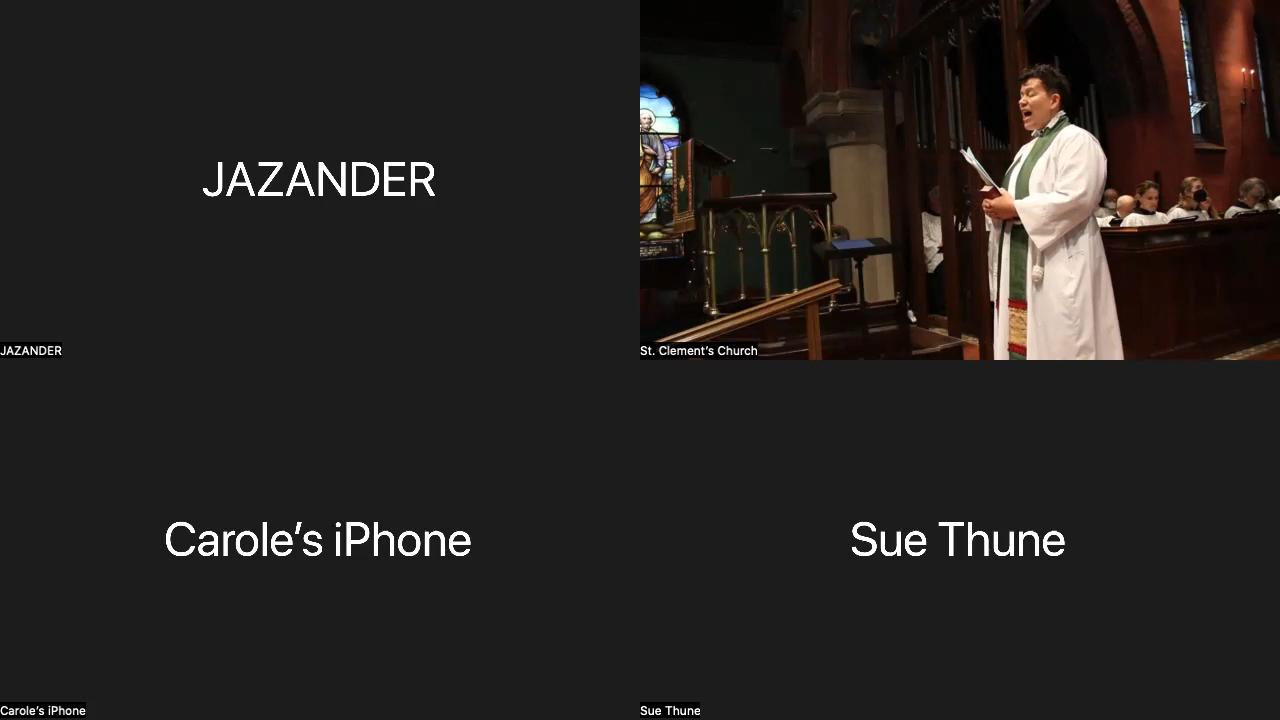 JAZANDER
JAZANDER
St. Clement's Church
Carole's iPhone
Sue Thune
Carole's iPhone
Sue Thune